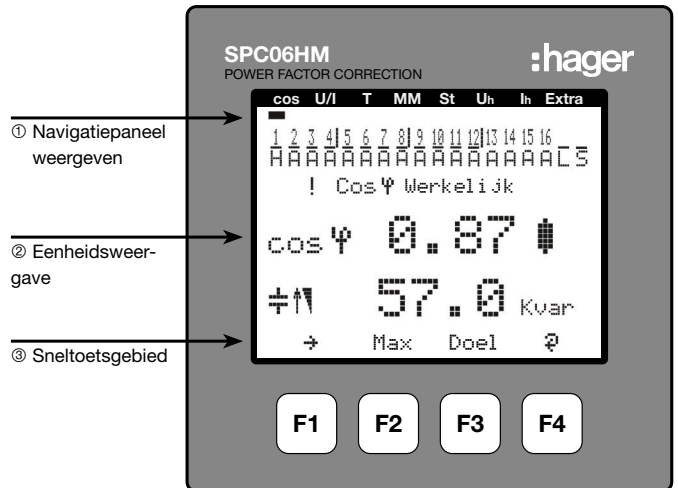 SPC06HM
:hager
POWER FACTOR CORRECTION
cos U/I T MM St Uh Ih Extra
① Navigatiepaneel
weergeven
1 2 3 4 5 6 7 8 9 10 11 12 13 14 15 16
A A A A A A A A A A A A A A A A C S
! Cos φ Werkelijk
② Eenheidsweer-
gave
cos φ 0.87
57.0 Kvar
③ Sneltoetsgebied
→ Max Doel
F1 F2 F3 F4